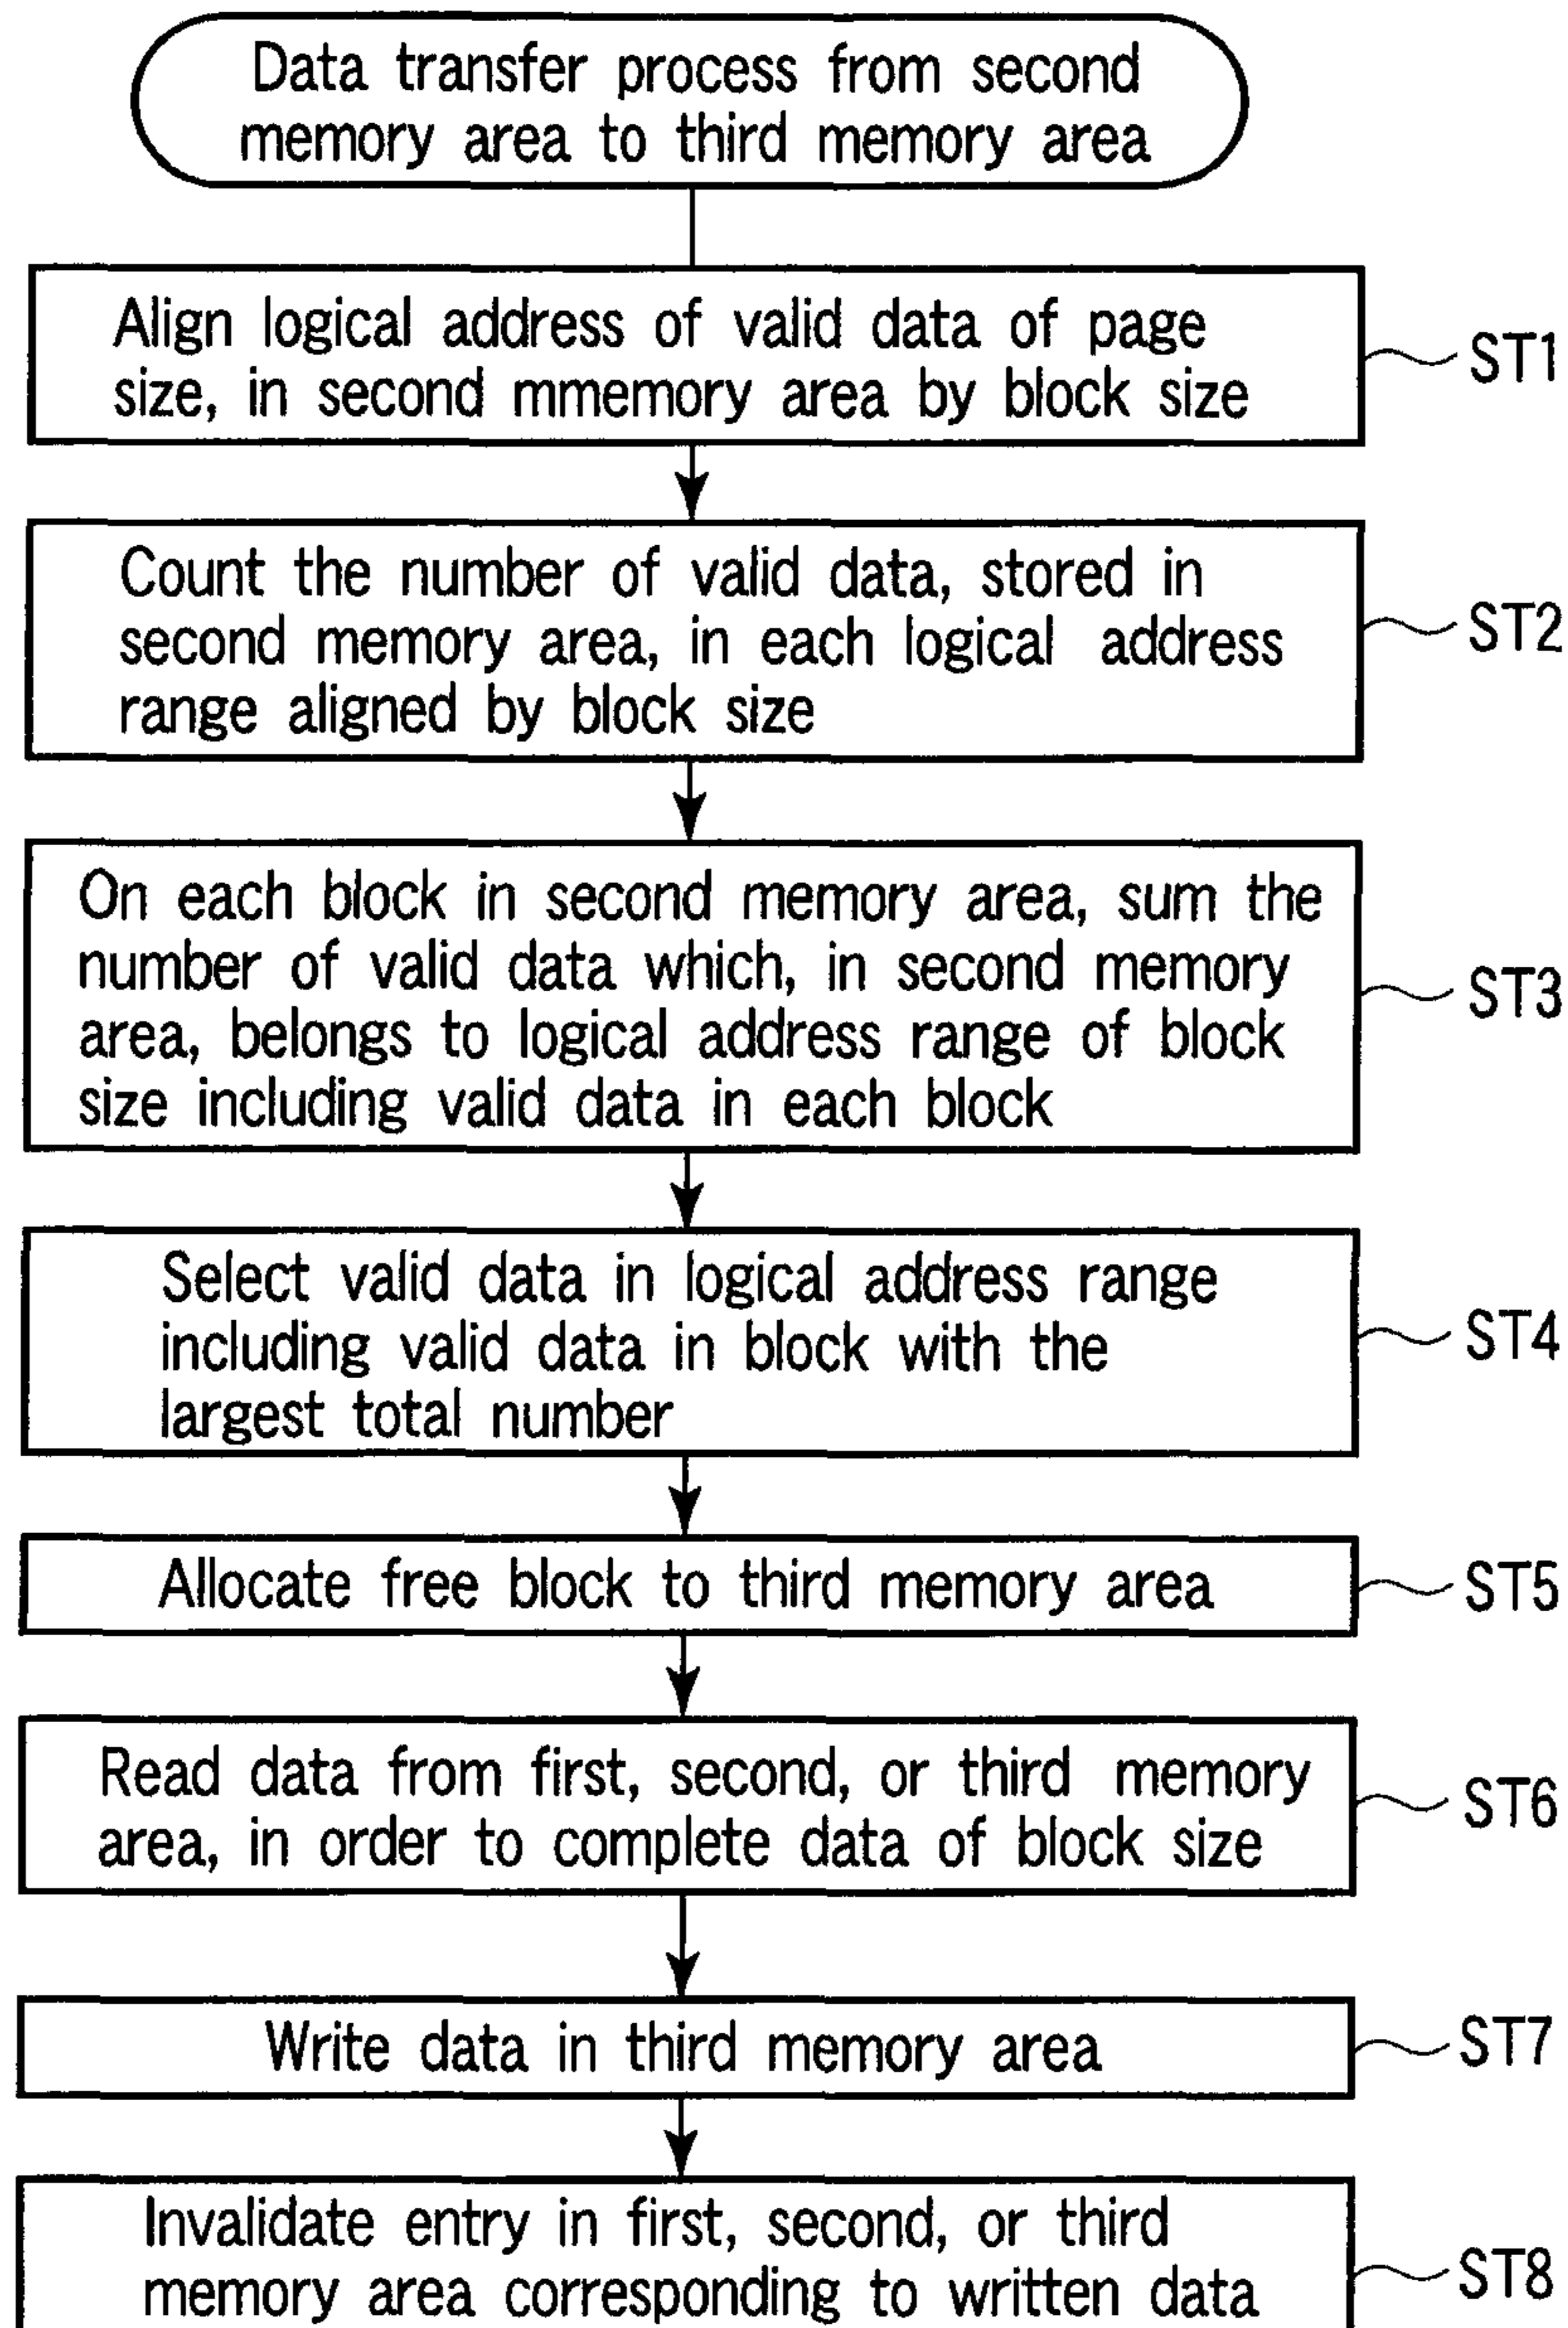 Data transfer process from second
memory area to third memory area
Align logical address of valid data of page
size, in second mmemory area by block size
ST1
Count the number of valid data, stored in
second memory area, in each logical address
range aligned by block size
ST2
On each block in second memory area, sum the
number of valid data which, in second memory
area, belongs to logical address range of block
size including valid data in each block
ST3
Select valid data in logical address range
including valid data in block with the
largest total number
ST4
Allocate free block to third memory area
ST5
Read data from first, second, or third memory
area, in order to complete data of block size
ST6
Write data in third memory area
ST7
Invalidate entry in first, second, or third
memory area corresponding to written data
ST8